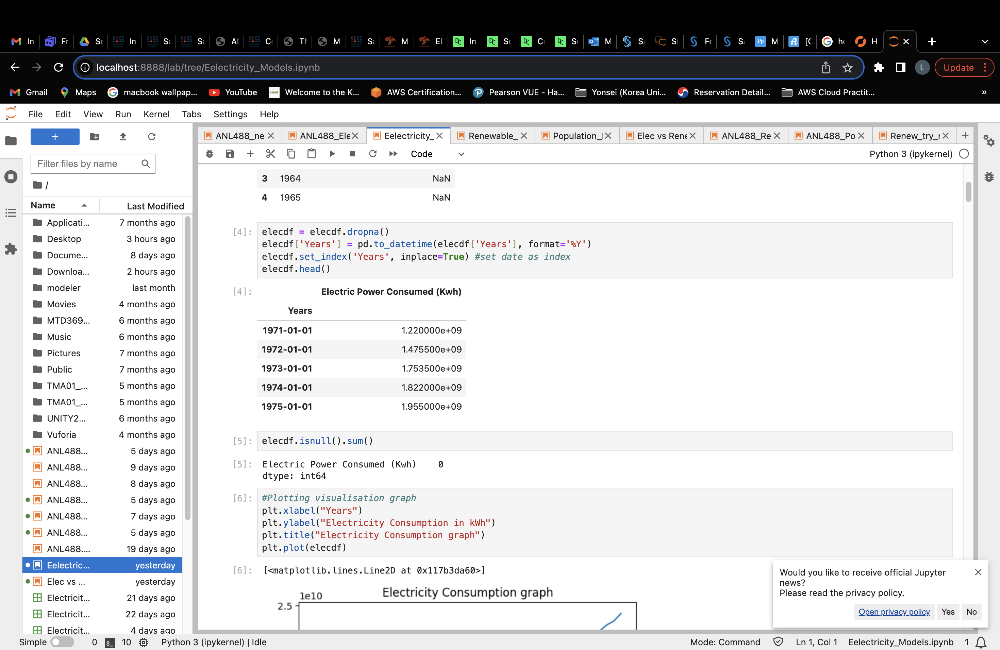 In Fr Se In Sa Sa Al Co Th M Sa M ED In Sc Co Sc M SA St Fo SA M [C ho H
localhost:8888/lab/tree/Eelectricity_Models.ipynb L Update
Gmail Maps macbook wallpap... YouTube Welcome to the K... AWS Certification... Pearson VUE - Ha... Yonsei (Korea Uni... Reservation Detail... AWS Cloud Practit... »
File Edit View Run Kernel Tabs Settings Help
ANL488_ne ANL488_Ele Eelectricity_ Renewable_ Population_ Elec vs Rene ANL488_Re ANL488_Po Renew_try_r
Code Python 3 (ipykernel)
Filter files by name
/
Name Last Modified
Applicati... 7 months ago
Desktop 3 hours ago
Docume... 8 days ago
Downloa... 2 hours ago
modeler last month
Movies 4 months ago
MTD369... 6 months ago
Music 6 months ago
Pictures 7 months ago
Public 7 months ago
TMA01_... 5 months ago
TMA01_... 5 months ago
UNITY2... 6 months ago
Vuforia 4 months ago
ANL488... 5 days ago
ANL488... 9 days ago
ANL488... 8 days ago
ANL488... 5 days ago
ANL488... 7 days ago
ANL488... 5 days ago
ANL488.... 19 days ago
Eelectric... yesterday
Elec vs ... yesterday
Electricit... 21 days ago
Electricit... 22 days ago
Electricit... 4 days ago
3 1964 NaN
4 1965 NaN
[4]: elecdf = elecdf.dropna()
elecdf['Years'] = pd.to_datetime(elecdf['Years'], format='%Y')
elecdf.set_index('Years', inplace=True) #set date as index
elecdf.head()
[4]: Electric Power Consumed (Kwh)
Years
1971-01-01 1.220000e+09
1972-01-01 1.475500e+09
1973-01-01 1.753500e+09
1974-01-01 1.822000e+09
1975-01-01 1.955000e+09
[5]: elecdf.isnull().sum()
[5]: Electric Power Consumed (Kwh) 0
dtype: int64
[6]: #Plotting visualisation graph
plt.xlabel("Years")
plt.ylabel("Electricity Consumption in kWh")
plt.title("Electricity Consumption graph")
plt.plot(elecdf)
[6]: [<matplotlib.lines.Line2D at 0x117b3da60>]
Electricity Consumption graph
1e10
2.5
Would you like to receive official Jupyter
news?
Please read the privacy policy.
Open privacy policy Yes No
Simple 0 $_ 10 Python 3 (ipykernel) | Idle Mode: Command Ln 1, Col 1 Eelectricity_Models.ipynb 1